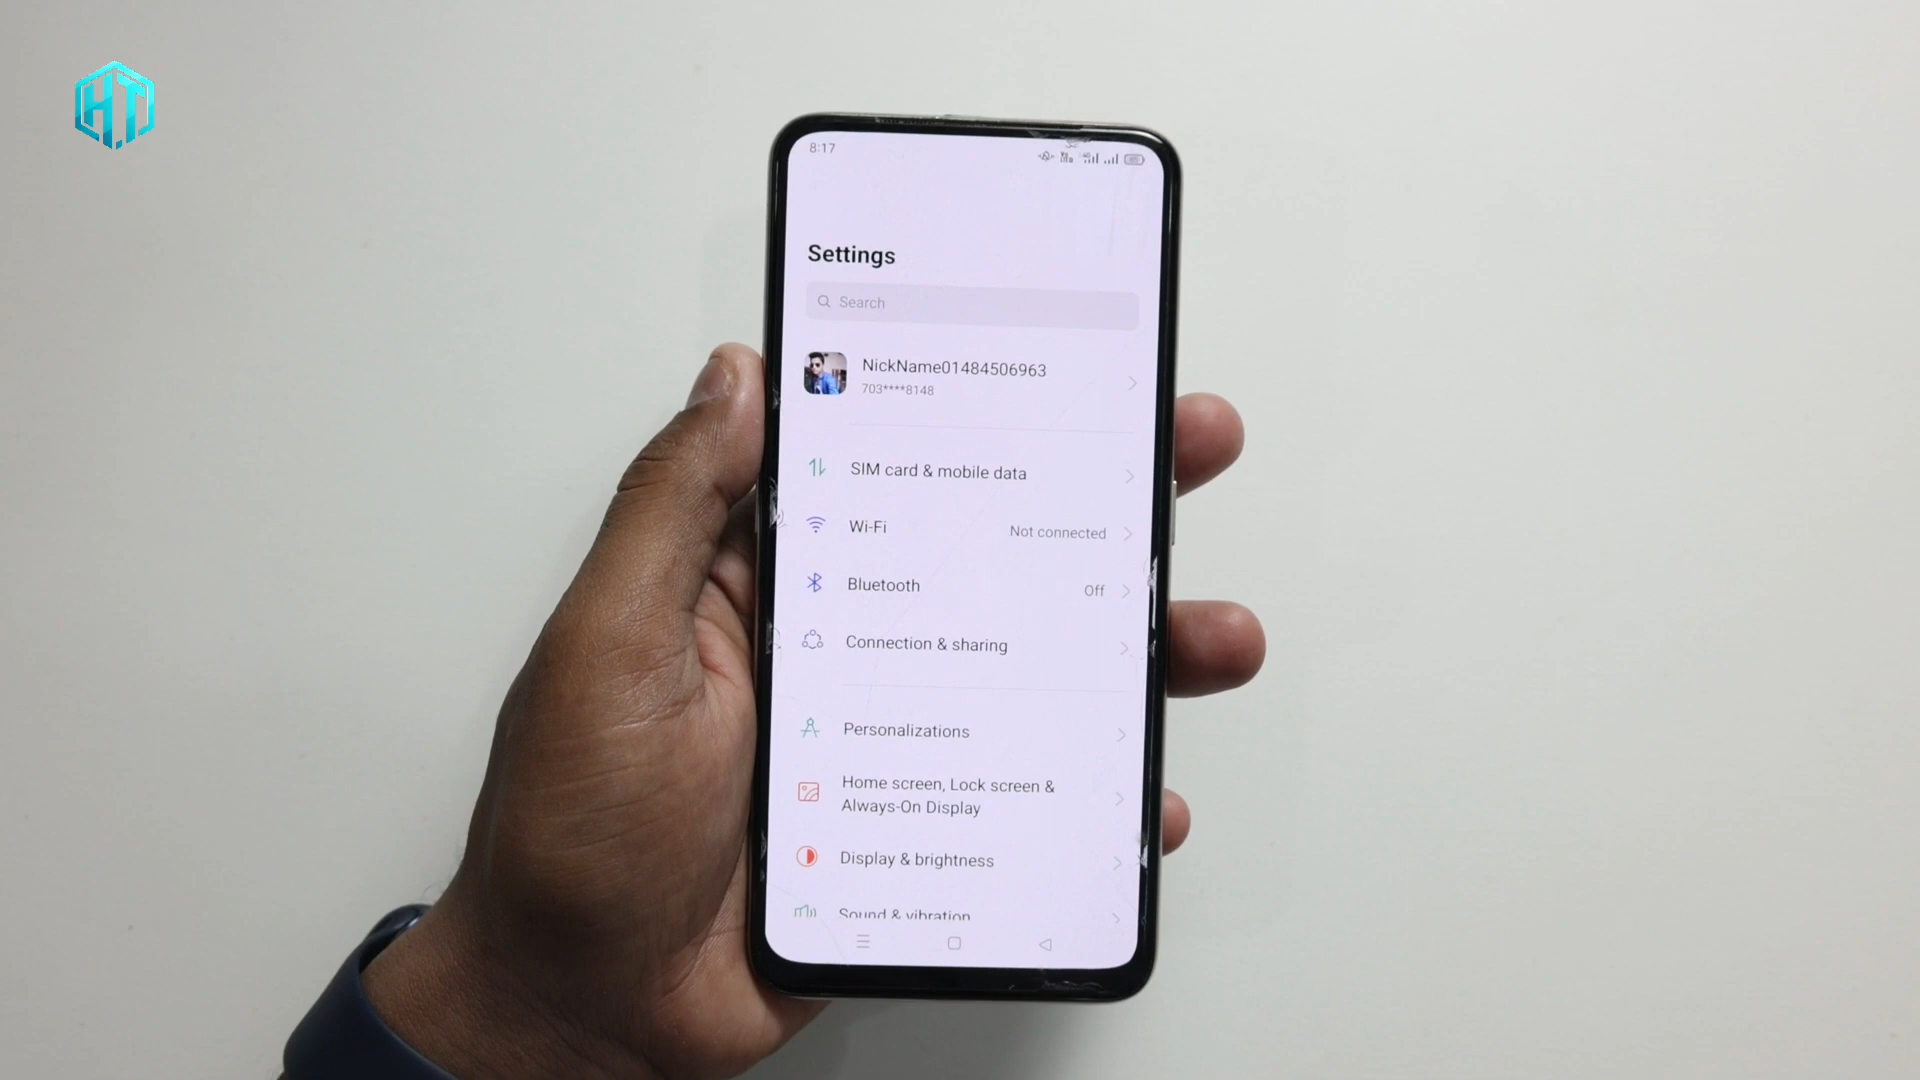 H.T
8:17
Settings
Search
NickName01484506963
703****8148
SIM card & mobile data
Wi-Fi Not connected
Bluetooth Off
Connection & sharing
Personalizations
Home screen, Lock screen &
Always-On Display
Display & brightness
Sound & vibration